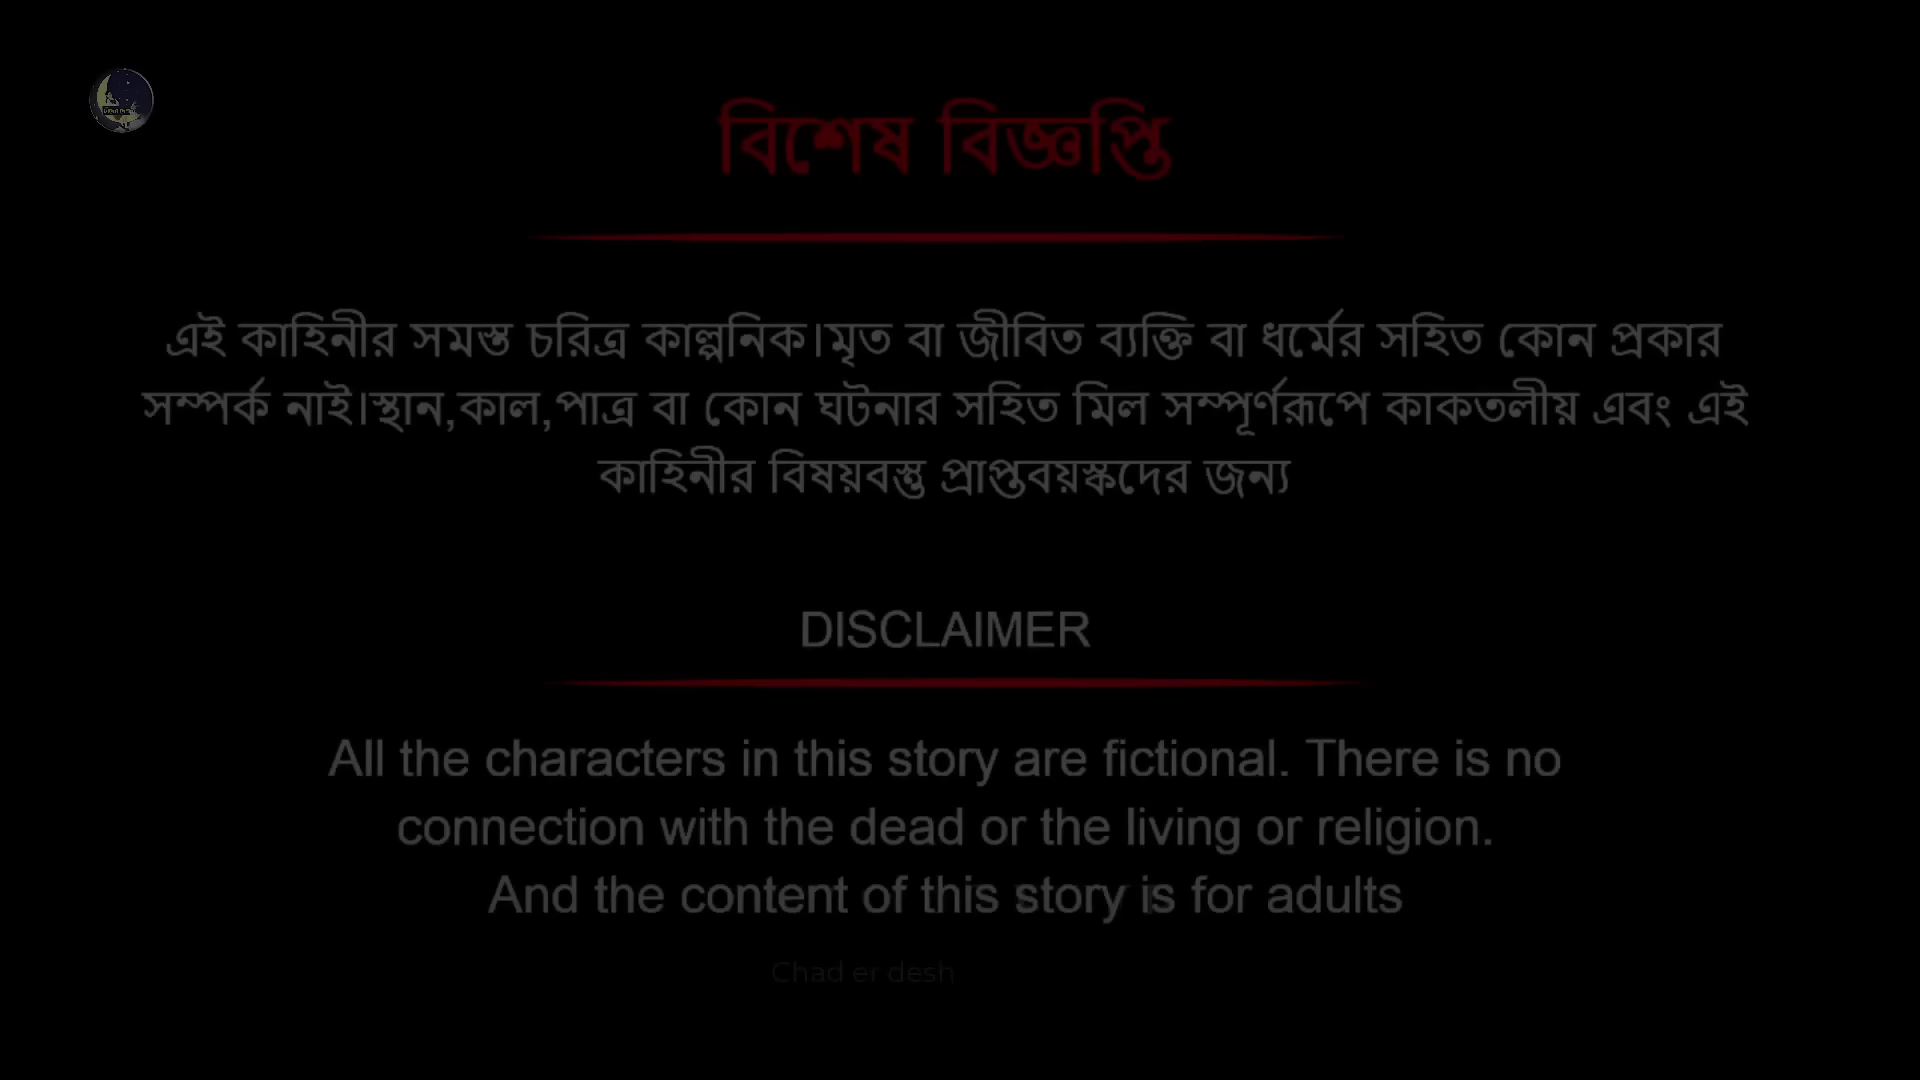 বিশেষ বিজ্ঞপ্তি
এই কাহিনীর সমস্ত চরিত্র কাল্পনিক।মৃত বা জীবিত ব্যক্তি বা ধর্মের সহিত কোন প্রকার
সম্পর্ক নাই।স্থান,কাল,পাত্র বা কোন ঘটনার সহিত মিল সম্পূর্ণরূপে কাকতলীয় এবং এই
কাহিনীর বিষয়বস্তু প্রাপ্তবয়স্কদের জন্য
DISCLAIMER
All the characters in this story are fictional. There is no
connection with the dead or the living or religion.
And the content of this story is for adults
Chad er desh